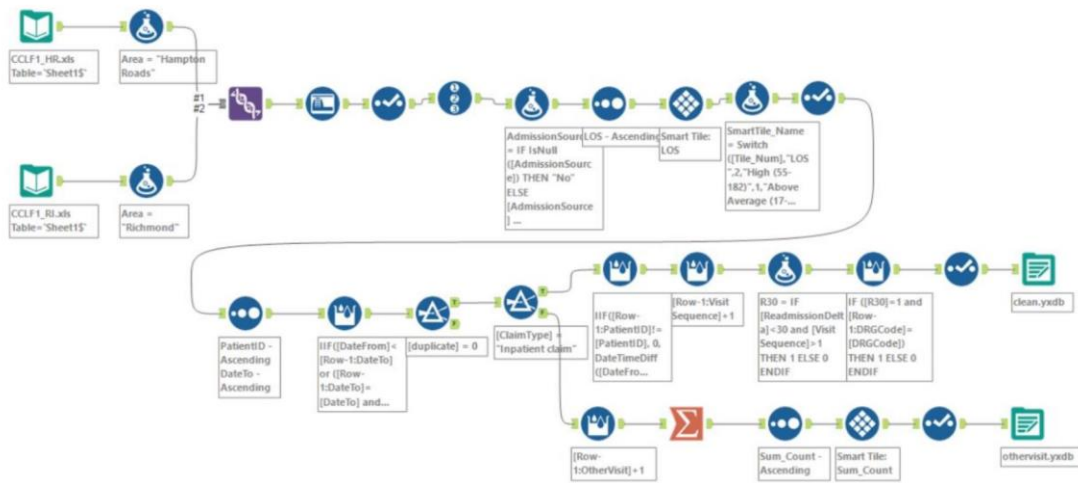 CCLF1_HR.xls
Table='Sheet1$'
Area = "Hampton
Roads"
#1
#2
1
2
3
AdmissionSourc
= IF IsNull
([AdmissionSourc
e]) THEN "No"
ELSE
[AdmissionSource
] ...
LOS - Ascending
Smart Tile:
LOS
SmartTile_Name
= Switch
([Tile_Num],"LOS
",2,"High (55-
182)",1,"Above
Average (17-...
CCLF1_RI.xls
Table='Sheet1$'
Area =
"Richmond"
PatientID -
Ascending
DateTo -
Ascending
IIF([DateFrom]<
[Row-1:DateTo]
or ([Row-
1:DateTo]=
[DateTo] and...
T
F
[duplicate] = 0
T
F
[ClaimType] =
"Inpatient claim"
IIF([Row-
1:PatientID]!=
[PatientID], 0,
DateTimeDiff
([DateFro...
[Row-1:Visit
Sequence]+1
R30 = IF
[ReadmissionDelt
a]<30 and [Visit
Sequence]>1
THEN 1 ELSE 0
ENDIF
IF ([R30]=1 and
[Row-
1:DRGCode]=
[DRGCode])
THEN 1 ELSE 0
ENDIF
clean.yxdb
[Row-
1:OtherVisit]+1
Σ
Sum_Count -
Ascending
Smart Tile:
Sum_Count
othervisit.yxdb